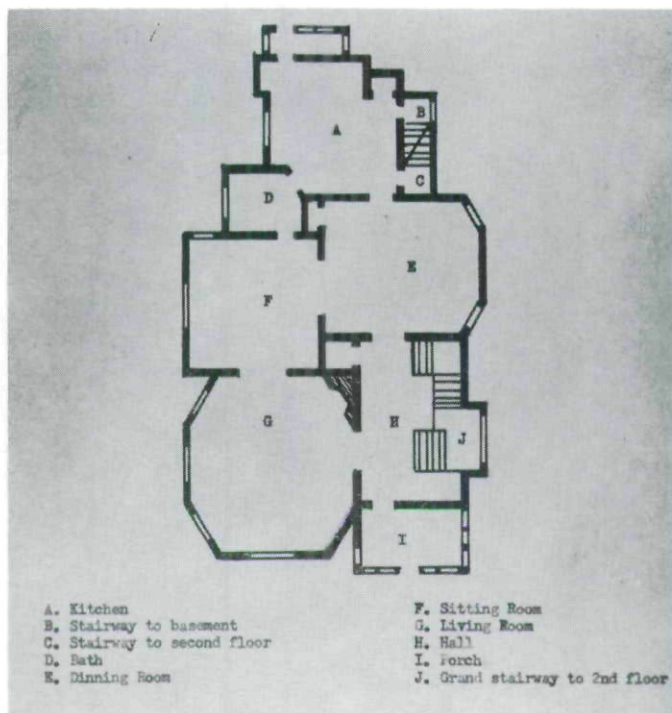 A
B
C
D
E
F
G
H
J
I
A. Kitchen
B. Stairway to basement
C. Stairway to second floor
D. Bath
E. Dinning Room
F. Sitting Room
G. Living Room
H. Hall
I. Porch
J. Grand stairway to 2nd floor